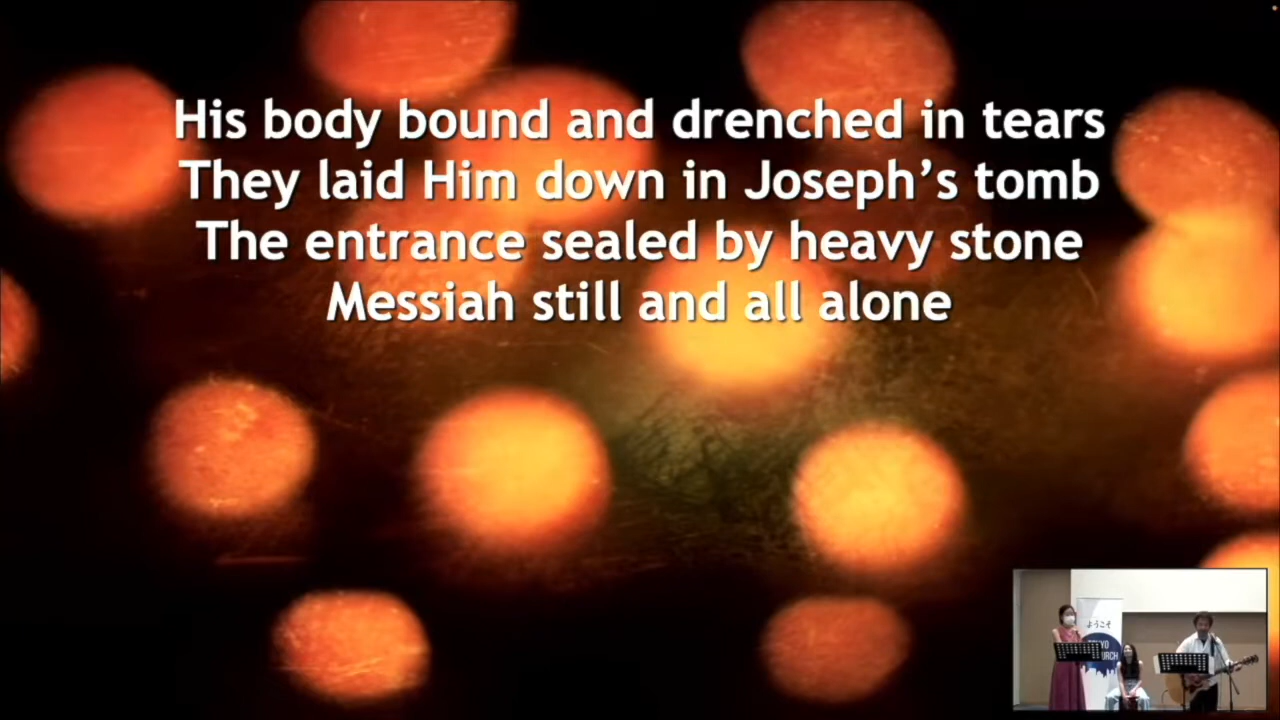 His body bound and drenched in tears
They laid Him down in Joseph’s tomb
The entrance sealed by heavy stone
Messiah still and all alone
ようこそ